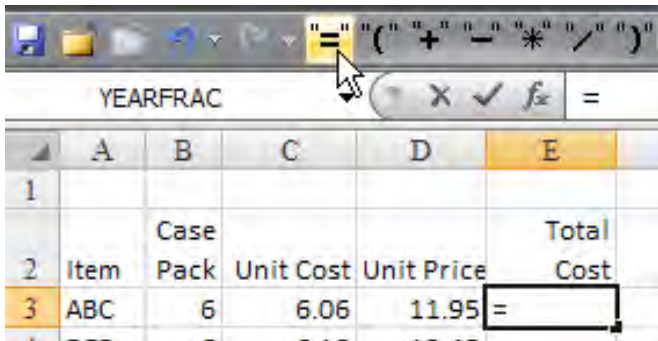 "=" "(" "+" "-" "*" "/" ")"
YEARFRAC fx =
A B C D E
1
Case Total
2 Item Pack Unit Cost Unit Price Cost
3 ABC 6 6.06 11.95 =